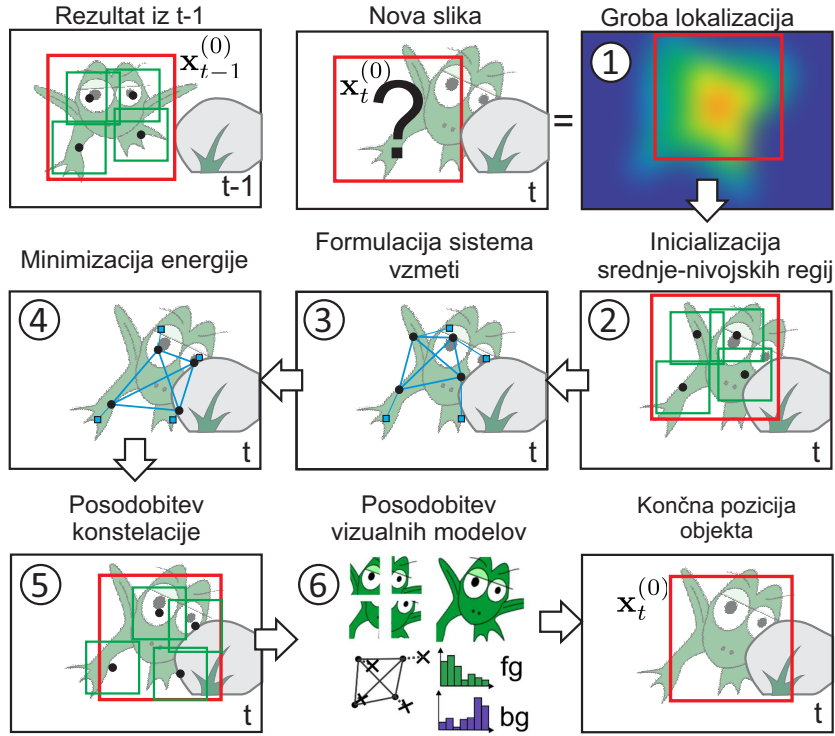 Rezultat iz t-1
x_{t-1}^{(0)}
t-1
Nova slika
x_t^{(0)}
?
t
=
Groba lokalizacija
1
Inicializacija
srednje-nivojskih regij
2
t
Formulacija sistema
vzmeti
3
t
Minimizacija energije
4
t
Posodobitev
konstelacije
5
t
Posodobitev
vizualnih modelov
6
fg
bg
Končna pozicija
objekta
x_t^{(0)}
t